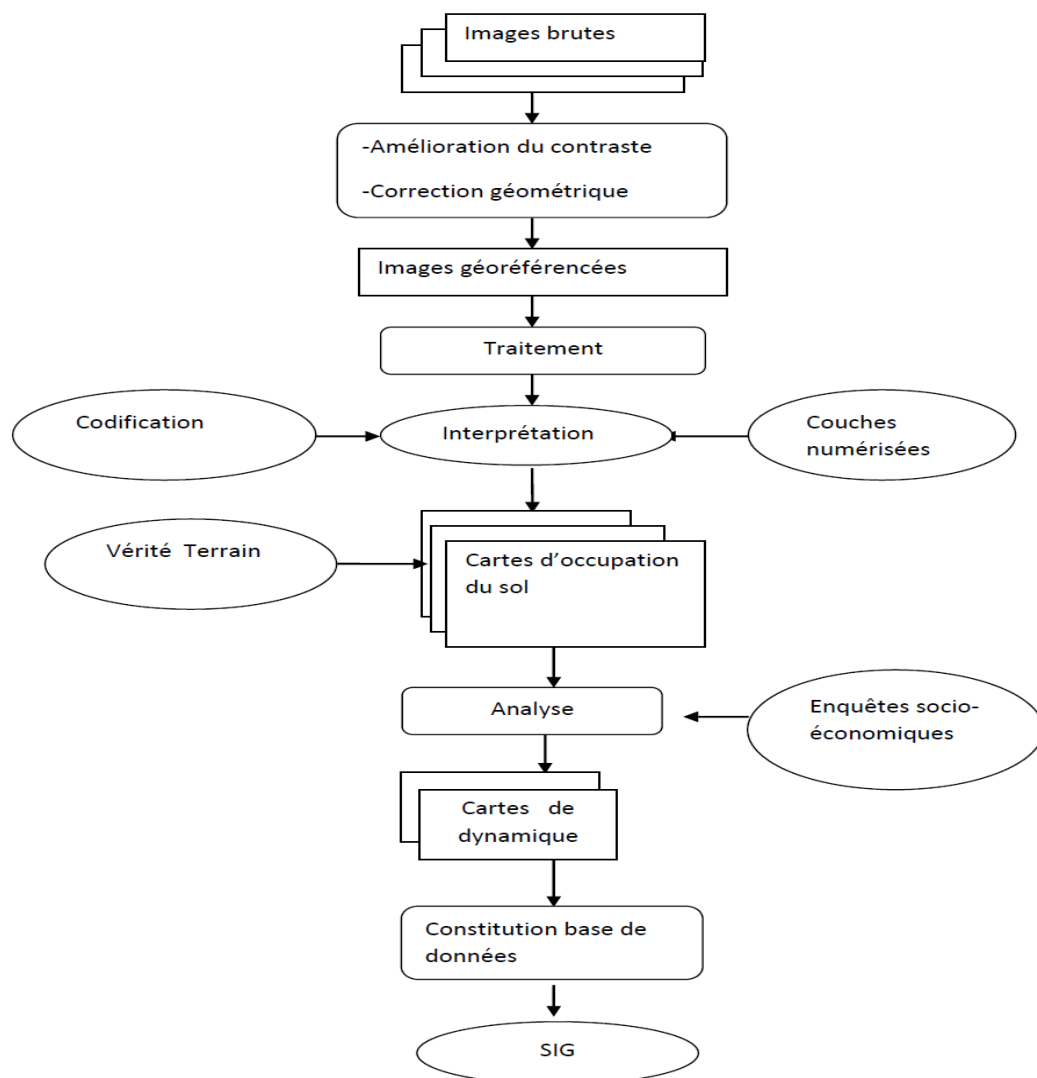 Images brutes
-Amélioration du contraste
-Correction géométrique
Images géoréférencées
Traitement
Codification
Interprétation
Couches
numérisées
Vérité Terrain
Cartes d’occupation
du sol
Analyse
Enquêtes socio-
économiques
Cartes de
dynamique
Constitution base de
données
SIG